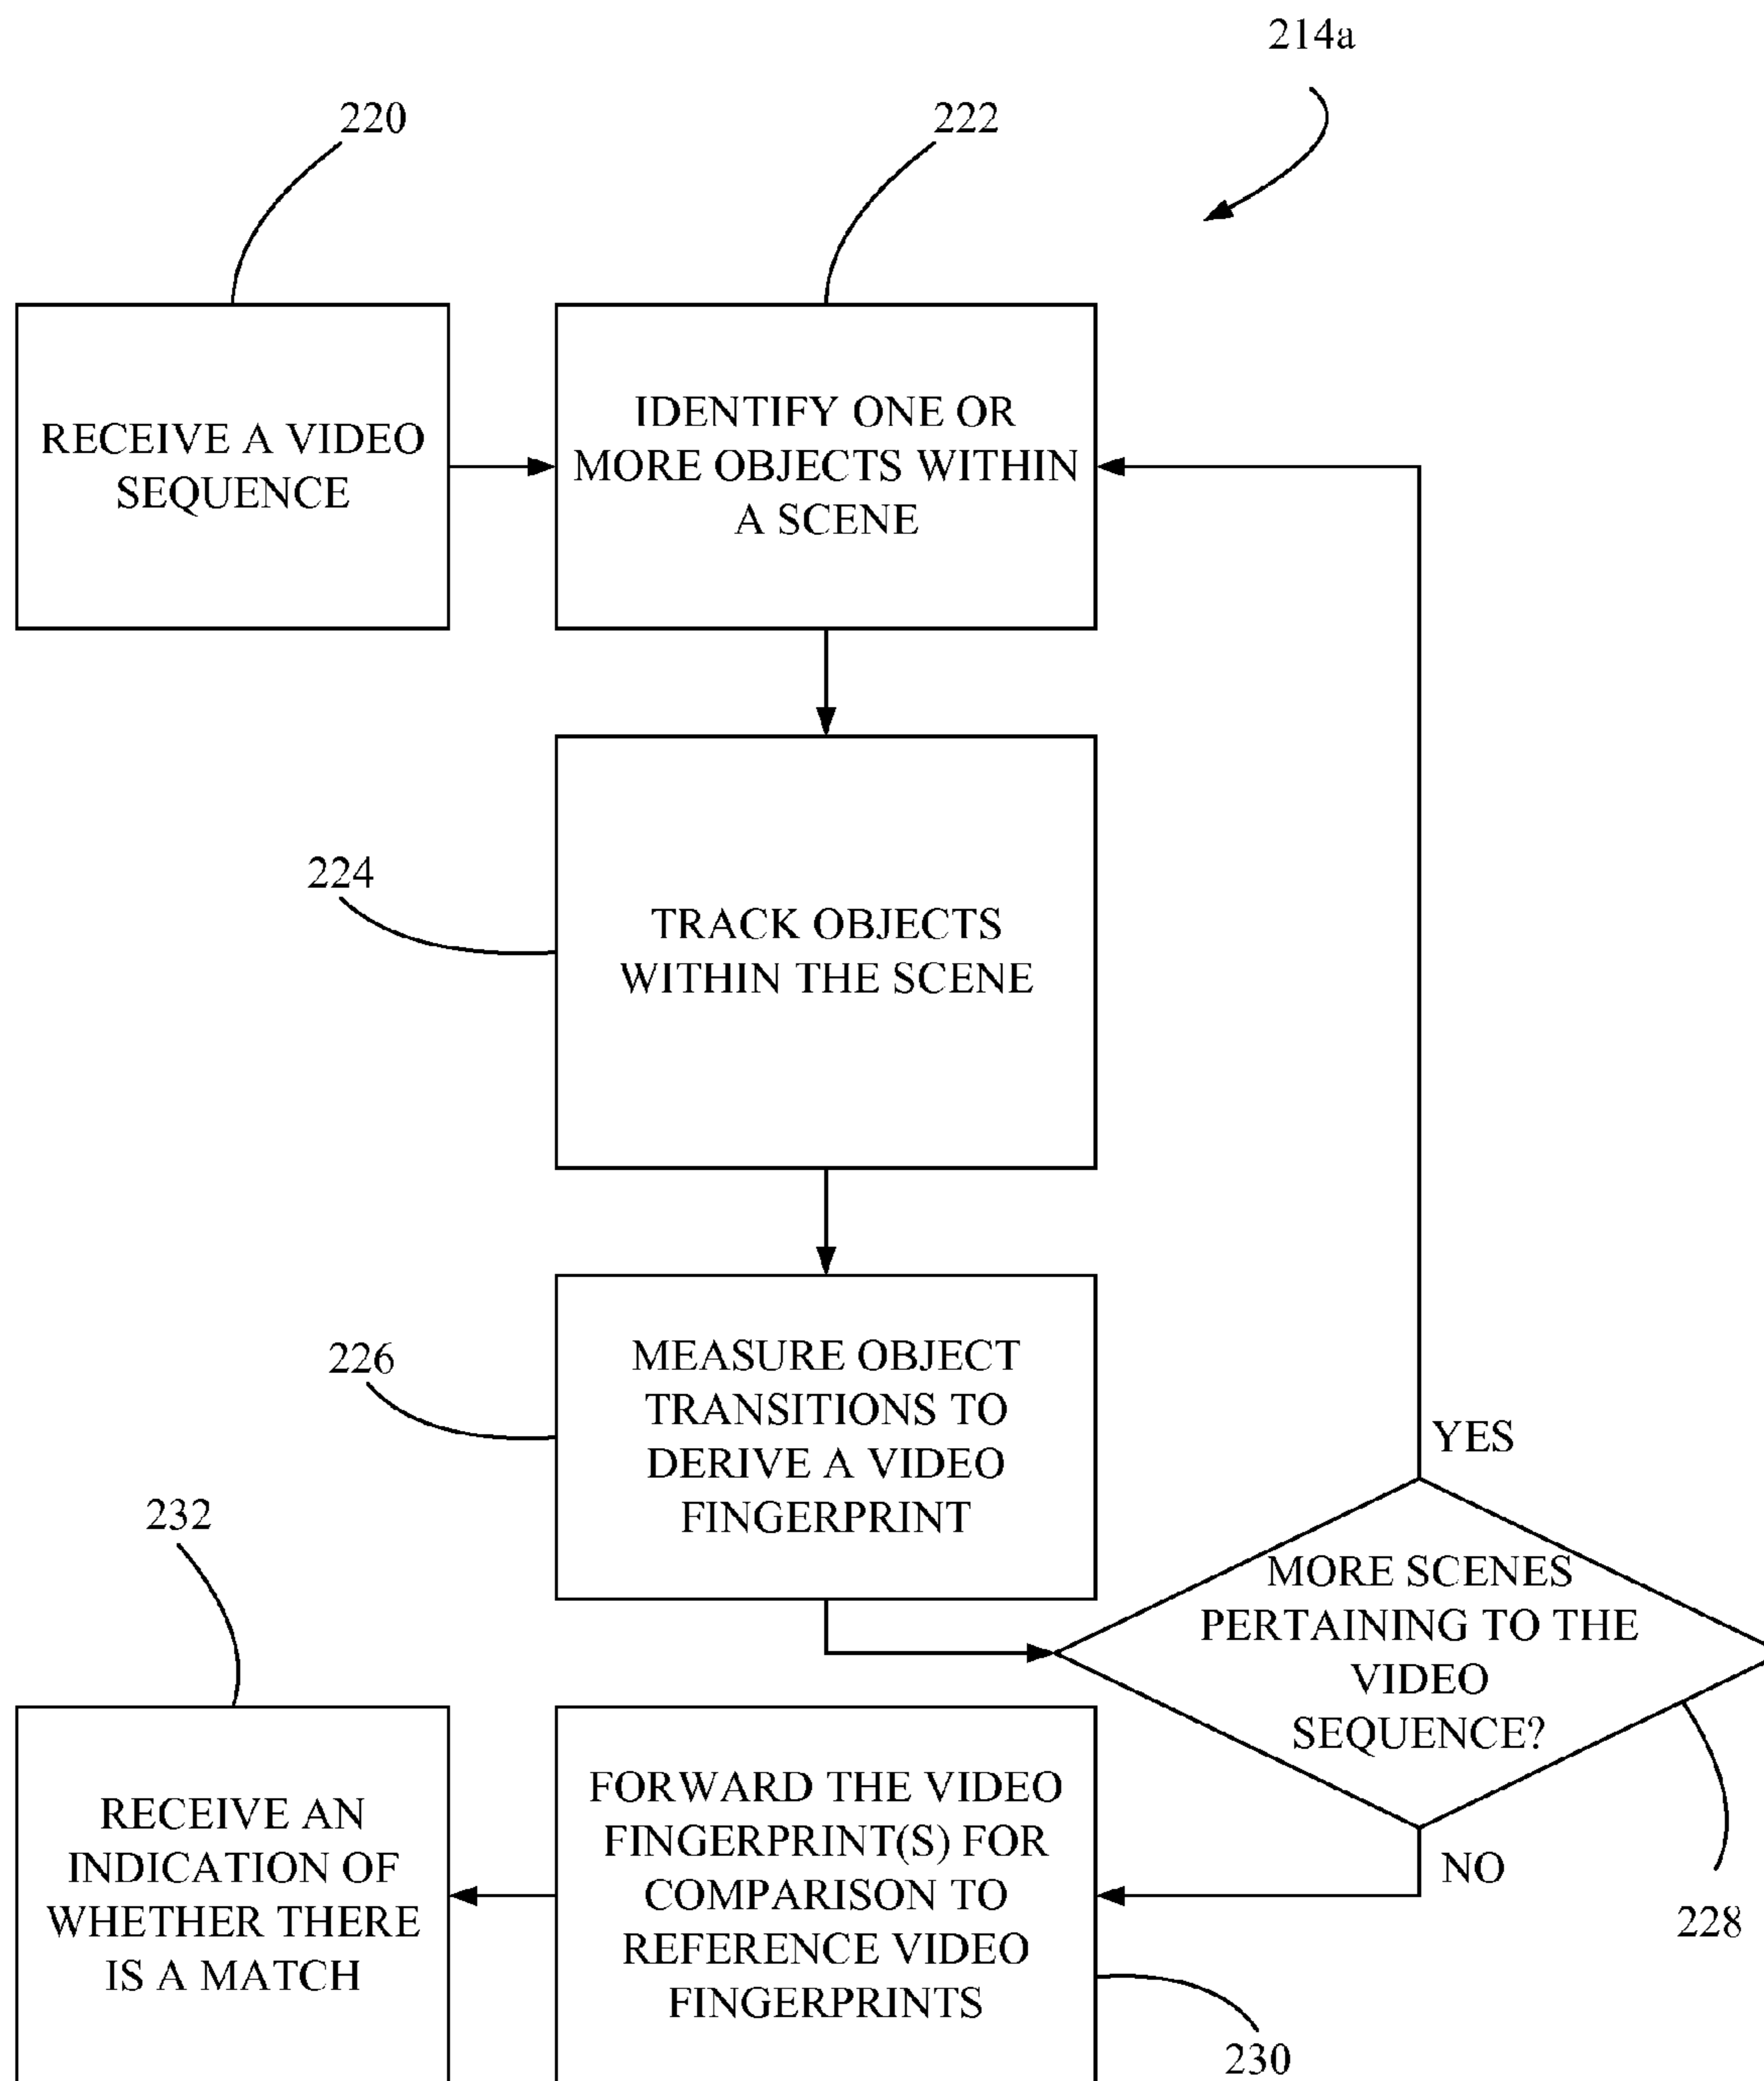 214a
220
222
RECEIVE A VIDEO
SEQUENCE
IDENTIFY ONE OR
MORE OBJECTS WITHIN
A SCENE
224
TRACK OBJECTS
WITHIN THE SCENE
226
MEASURE OBJECT
TRANSITIONS TO
DERIVE A VIDEO
FINGERPRINT
YES
MORE SCENES
PERTAINING TO THE
VIDEO
SEQUENCE?
NO
228
FORWARD THE VIDEO
FINGERPRINT(S) FOR
COMPARISON TO
REFERENCE VIDEO
FINGERPRINTS
230
232
RECEIVE AN
INDICATION OF
WHETHER THERE
IS A MATCH